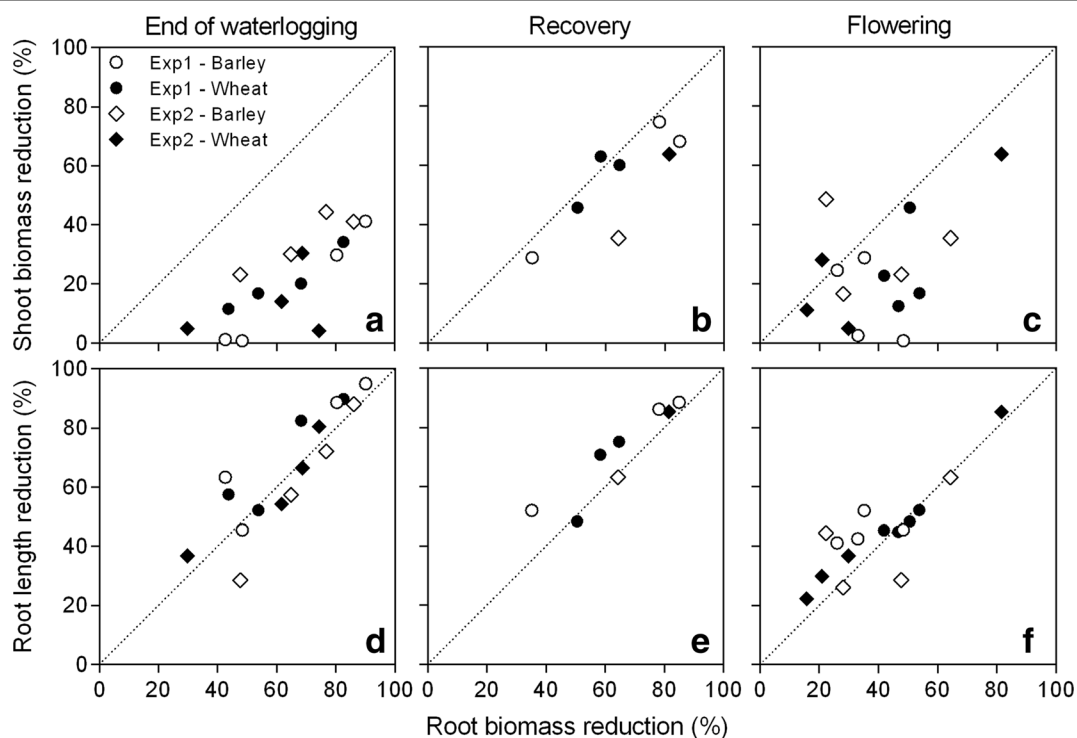 End of waterlogging
Recovery
Flowering
Shoot biomass reduction (%)
100
80
60
40
20
0
Exp1 - Barley
Exp1 - Wheat
Exp2 - Barley
Exp2 - Wheat
a
b
c
Root length reduction (%)
100
80
60
40
20
0
d
e
f
0 20 40 60 80 100
0 20 40 60 80 100
0 20 40 60 80 100
Root biomass reduction (%)